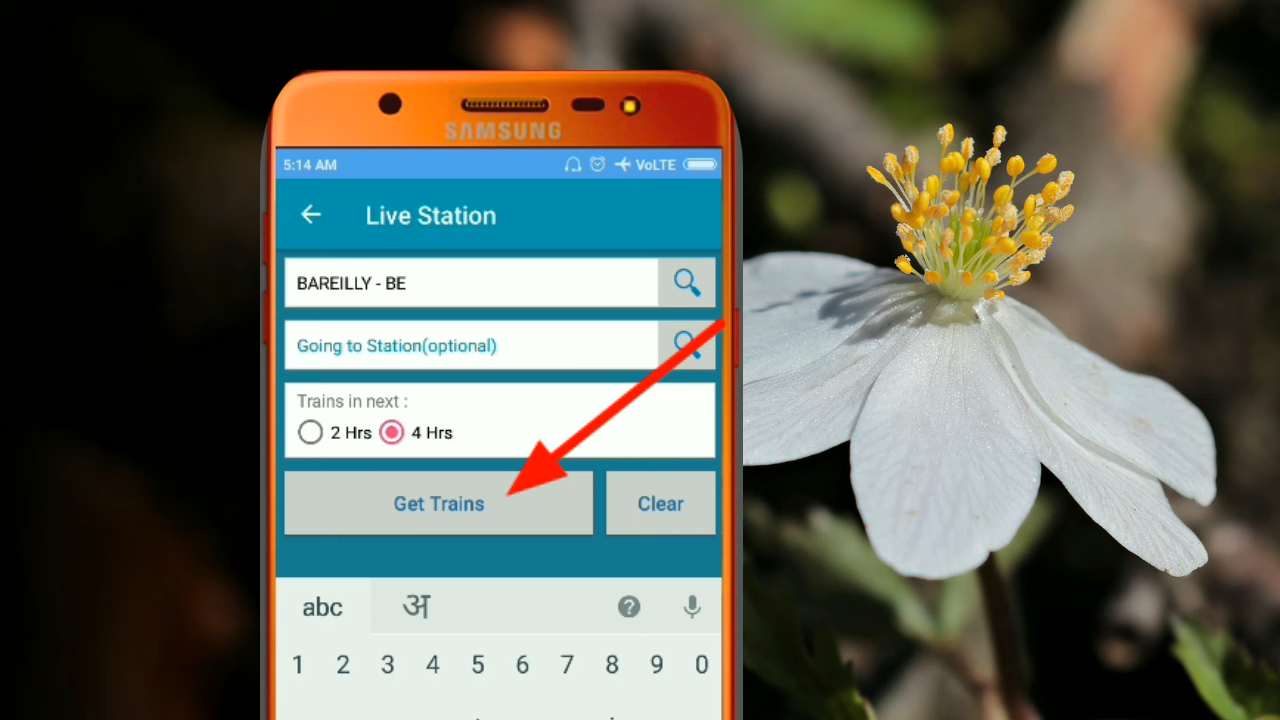 SAMSUNG
5:14 AM VoLTE
Live Station
BAREILLY - BE
Going to Station(optional)
Trains in next :
2 Hrs 4 Hrs
Get Trains Clear
abc अ ?
1 2 3 4 5 6 7 8 9 0